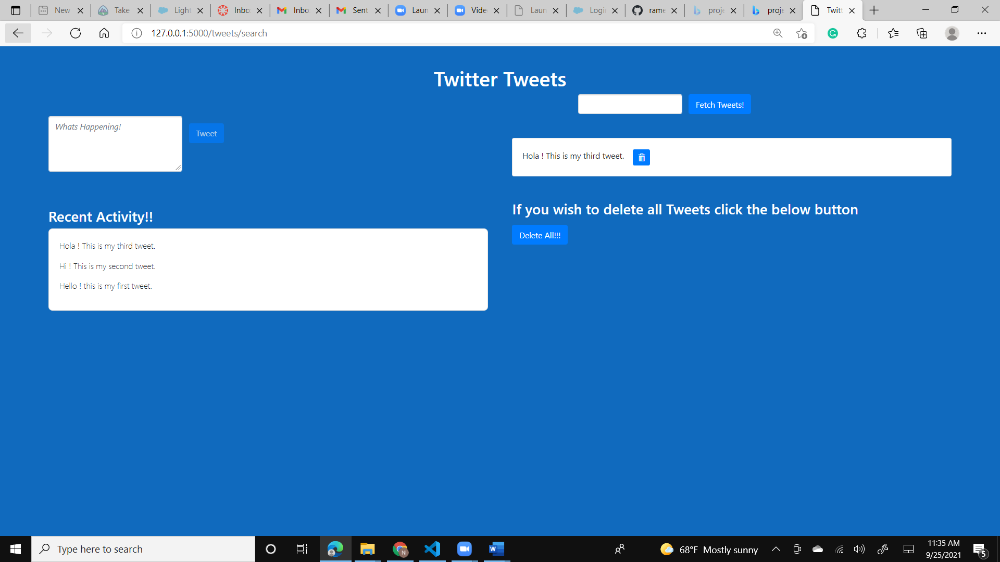 New
Take
Light
Inbo
Inbo
Sent
Laun
Vide
Laun
Login
rame
proje
proje
Twitt
127.0.0.1:5000/tweets/search
Twitter Tweets
Fetch Tweets!
Whats Happening!
Tweet
Hola ! This is my third tweet.
If you wish to delete all Tweets click the below button
Delete All!!!
Recent Activity!!
Hola ! This is my third tweet.
Hi ! This is my second tweet.
Hello ! this is my first tweet.
Type here to search
N
68°F Mostly sunny
11:35 AM
9/25/2021
5